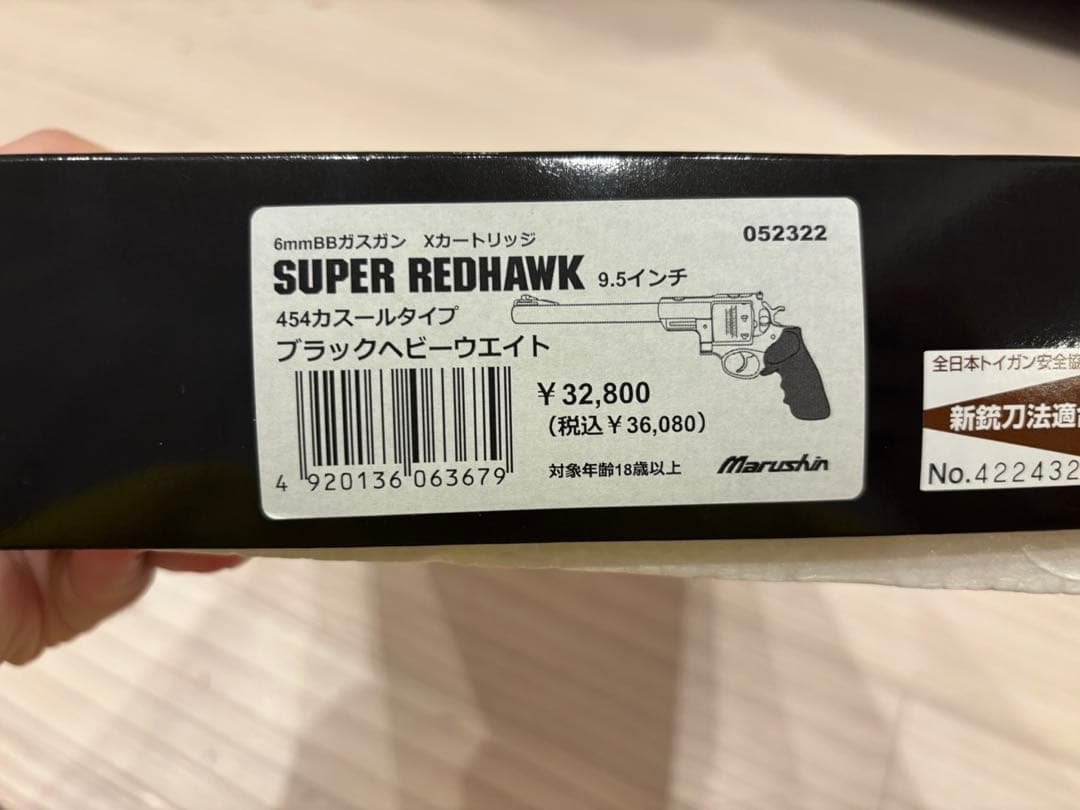 6mmBBガスガン　Xカートリッジ
052322
SUPER REDHAWK 9.5インチ
454カスールタイプ
ブラックヘビーウエイト
￥32,800
（税込￥36,080）
対象年齢18歳以上
Marushin
4 920136 063679
全日本トイガン安全協
新銃刀法適
No.422432